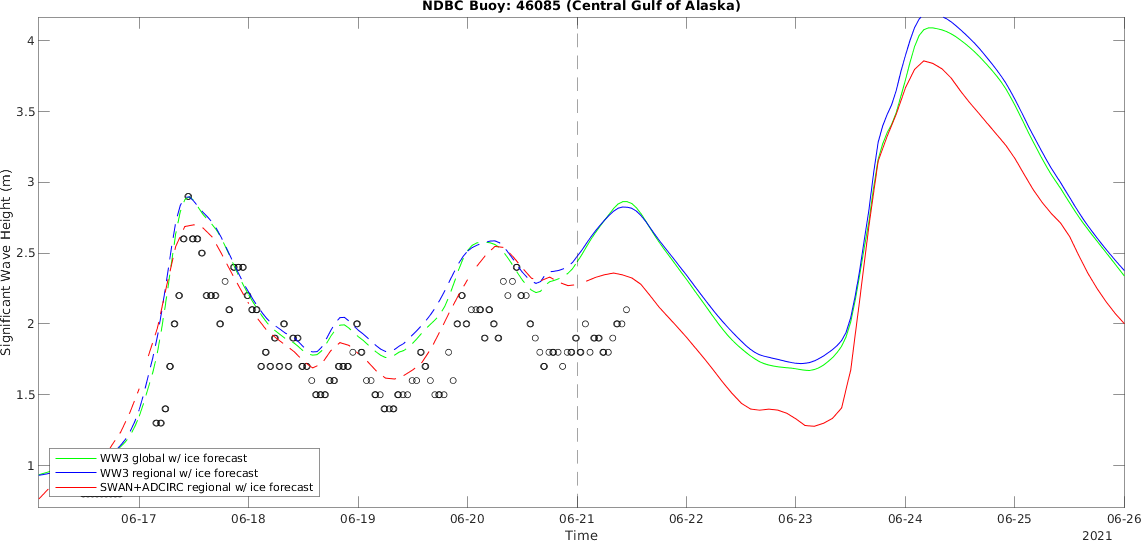 NDBC Buoy: 46085 (Central Gulf of Alaska)
4
3.5
3
2.5
2
1.5
1
Significant Wave Height (m)
WW3 global w/ ice forecast
WW3 regional w/ ice forecast
SWAN+ADCIRC regional w/ ice forecast
06-17 06-18 06-19 06-20 06-21 06-22 06-23 06-24 06-25 06-26
Time
2021